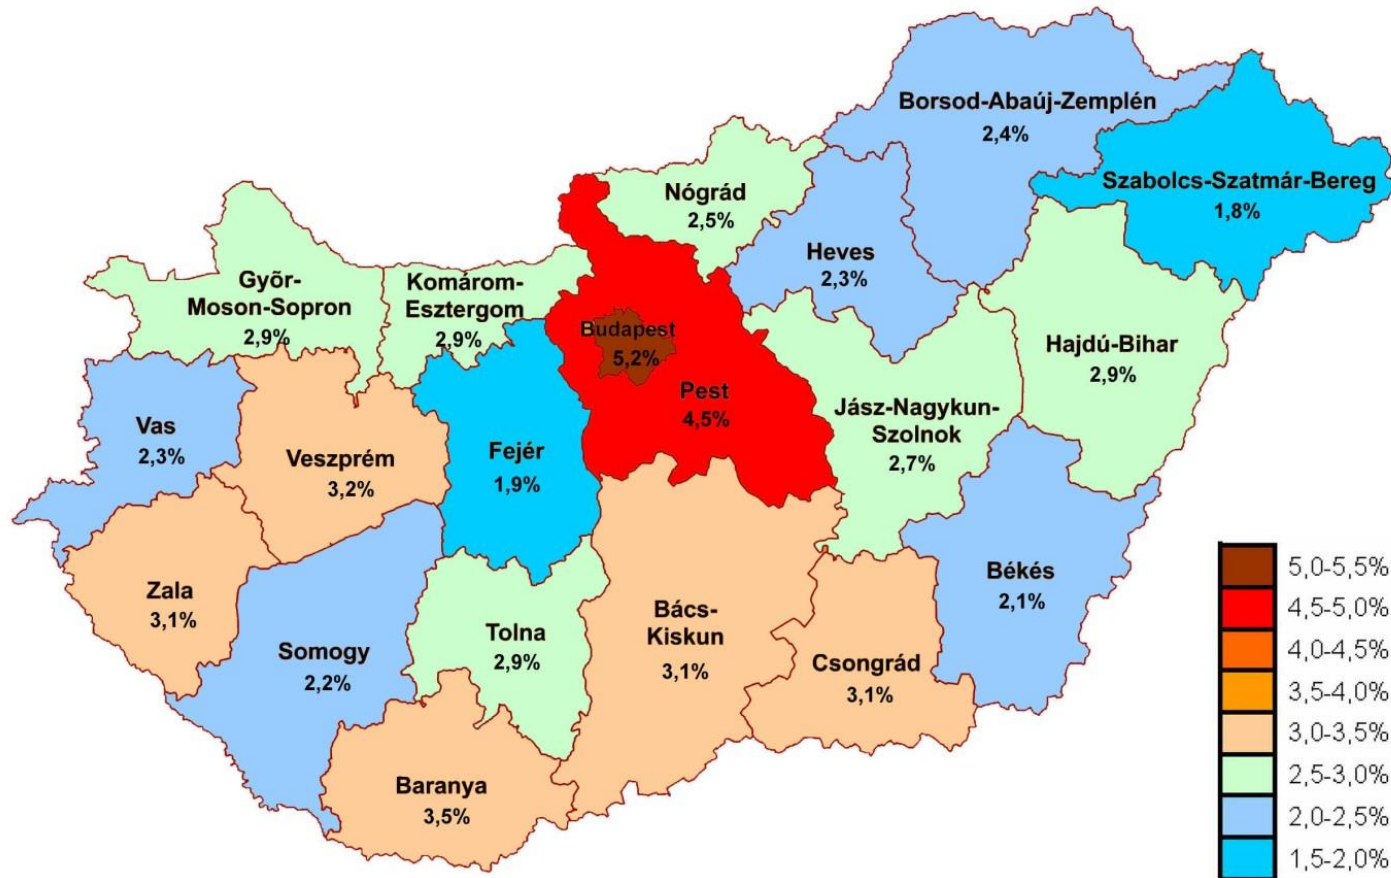 Borsod-Abaúj-Zemplén
2,4%
Szabolcs-Szatmár-Bereg
1,8%
Nógrád
2,5%
Heves
2,3%
Győr-
Moson-Sopron
2,9%
Komárom-
Esztergom
2,9%
Budapest
5,2%
Pest
4,5%
Hajdú-Bihar
2,9%
Jász-Nagykun-
Szolnok
2,7%
Vas
2,3%
Veszprém
3,2%
Fejér
1,9%
Zala
3,1%
Somogy
2,2%
Tolna
2,9%
Bács-
Kiskun
3,1%
Csongrád
3,1%
Békés
2,1%
Baranya
3,5%
5,0-5,5%
4,5-5,0%
4,0-4,5%
3,5-4,0%
3,0-3,5%
2,5-3,0%
2,0-2,5%
1,5-2,0%